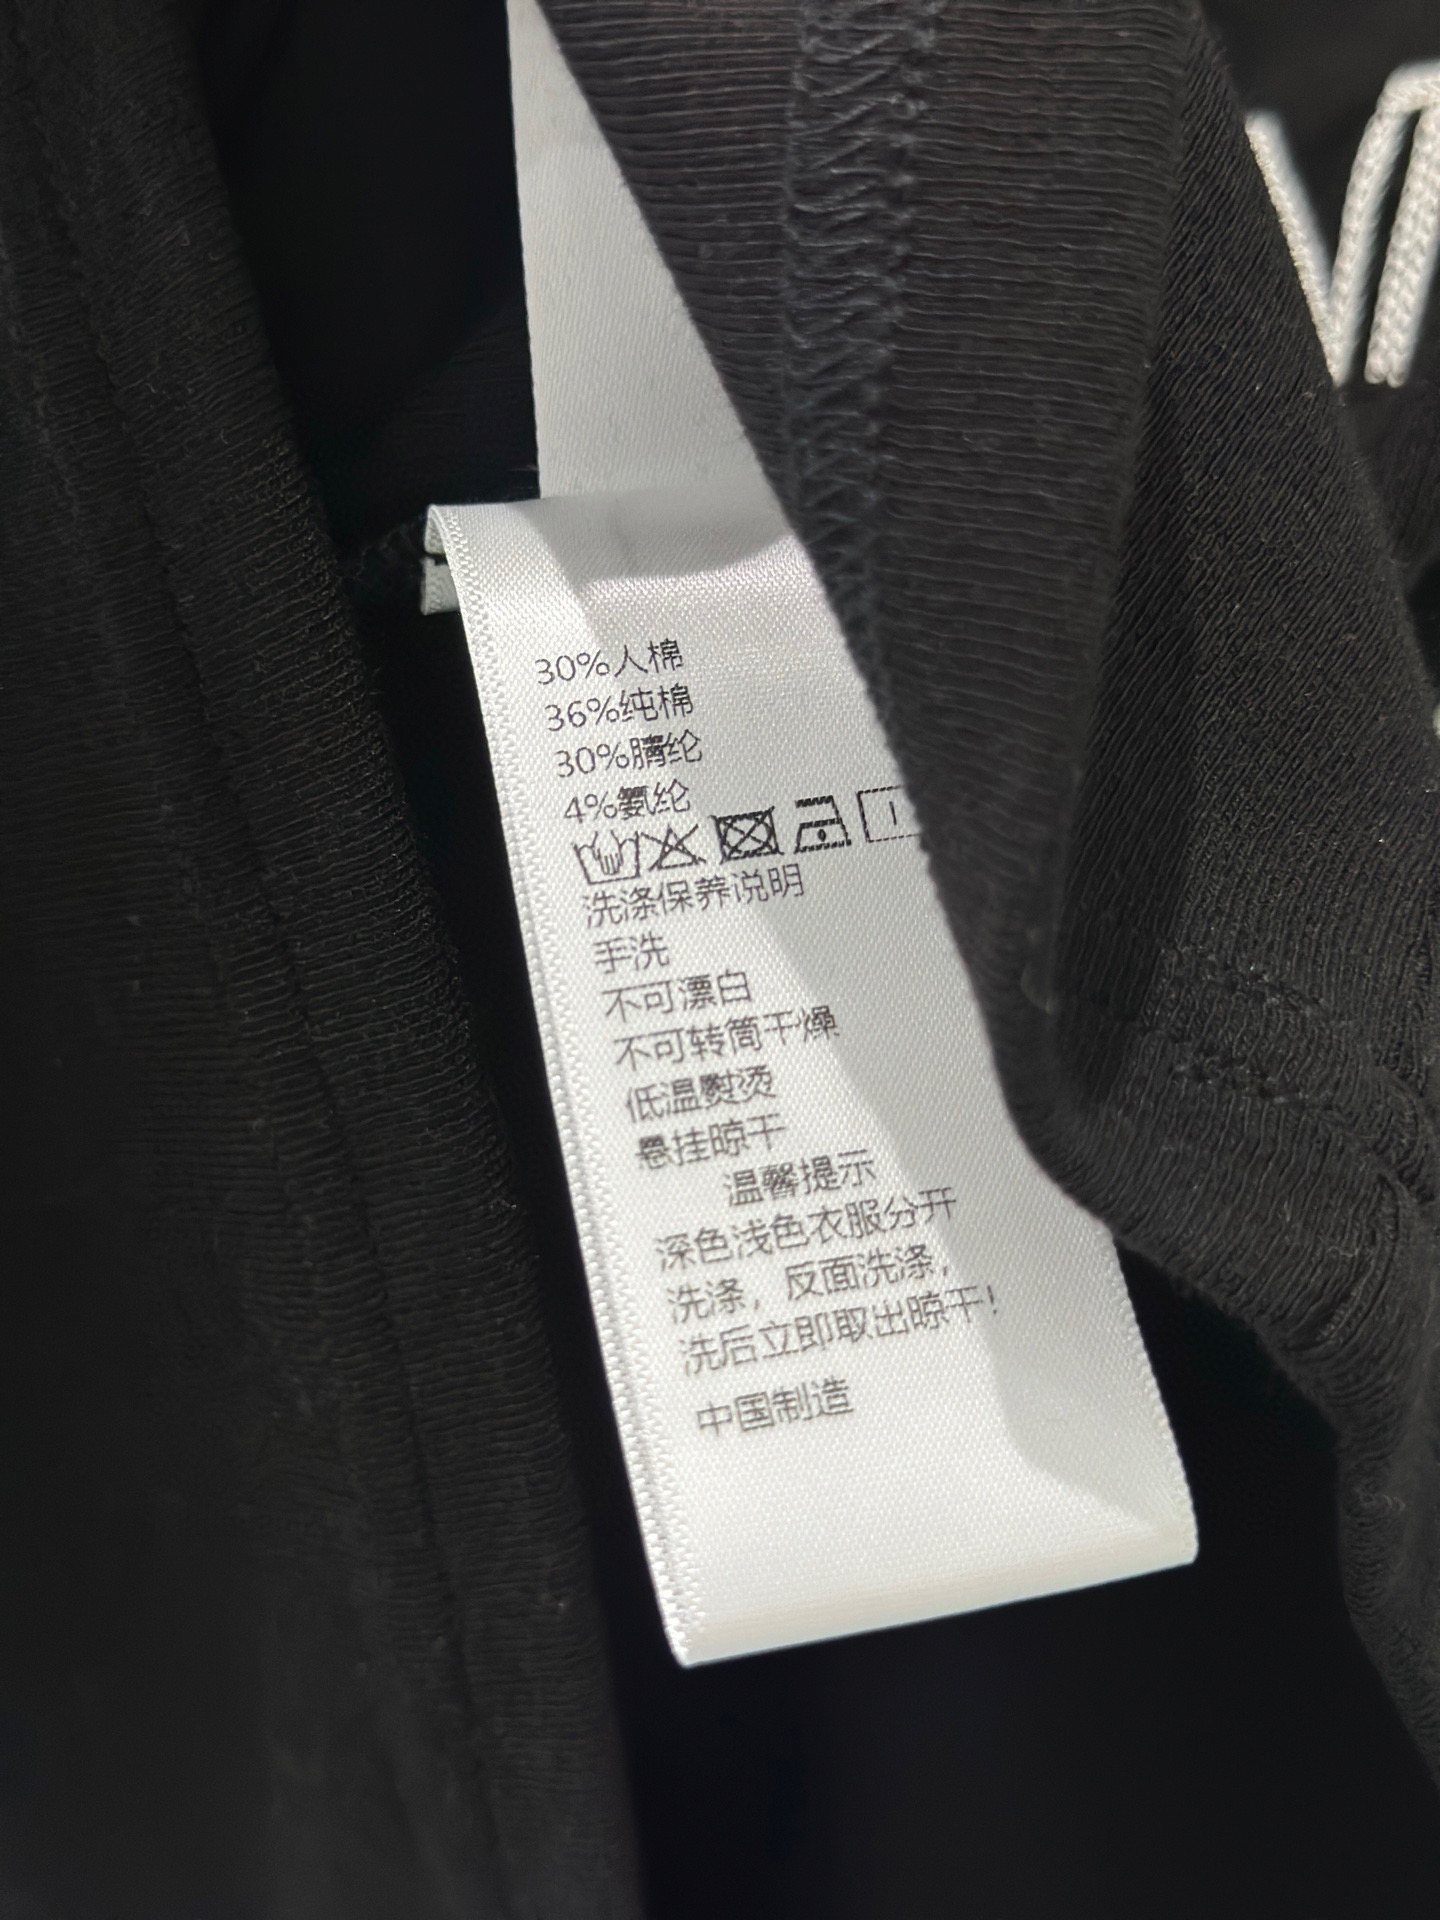 30%人棉
36%纯棉
30%腈纶
4%氨纶
洗涤保养说明
手洗
不可漂白
不可转筒干燥
低温熨烫
悬挂晾干
温馨提示
深色浅色衣服分开
洗涤，反面洗涤，
洗后立即取出晾干！
中国制造